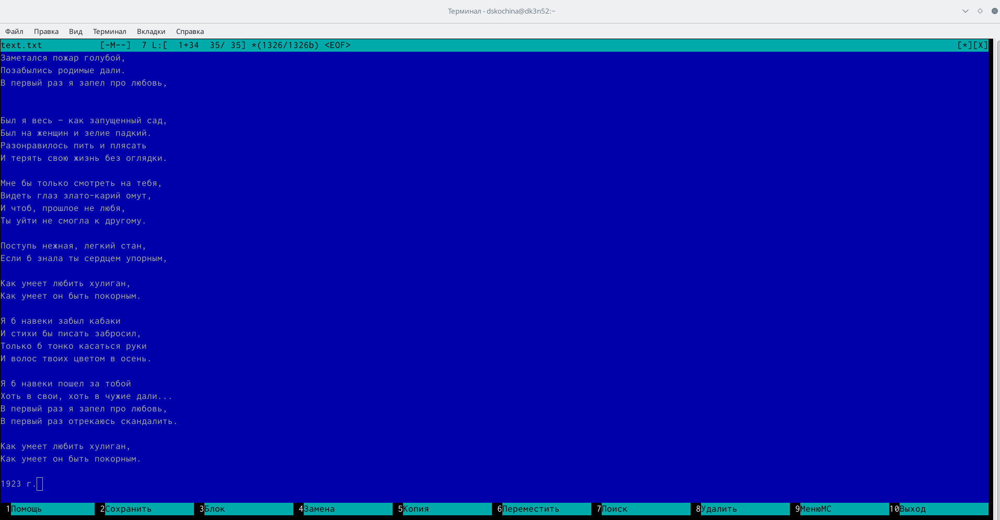 Терминал - dskochina@dk3n52:~
Файл Правка Вид Терминал Вкладки Справка
text.txt [-M--] 7 L:[ 1+34 35/ 35] *(1326/1326b) <EOF> [*][X]
Заметался пожар голубой,
Позабылись родимые дали.
В первый раз я запел про любовь,
Был я весь – как запущенный сад,
Был на женщин и зелие падкий.
Разонравилось пить и плясать
И терять свою жизнь без оглядки.
Мне бы только смотреть на тебя,
Видеть глаз злато-карий омут,
И чтоб, прошлое не любя,
Ты уйти не смогла к другому.
Поступь нежная, легкий стан,
Если б знала ты сердцем упорным,
Как умеет любить хулиган,
Как умеет он быть покорным.
Я б навеки забыл кабаки
И стихи бы писать забросил,
Только б тонко касаться руки
И волос твоих цветом в осень.
Я б навеки пошел за тобой
Хоть в свои, хоть в чужие дали...
В первый раз я запел про любовь,
В первый раз отрекаюсь скандалить.
Как умеет любить хулиган,
Как умеет он быть покорным.
1923 г.
1Помощь 2Сохранить 3Блок 4Замена 5Копия 6Переместить 7Поиск 8Удалить 9МенюMC 10Выход